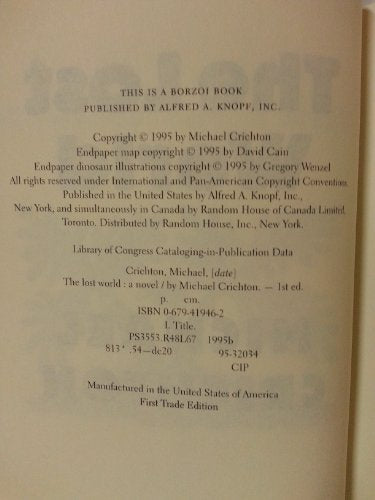 THIS IS A BORZOI BOOK
PUBLISHED BY ALFRED A. KNOPF, INC.
Copyright © 1995 by Michael Crichton
Endpaper map copyright © 1995 by David Cain
Endpaper dinosaur illustrations copyright © 1995 by Gregory Wenzel
All rights reserved under International and Pan-American Copyright Conventions.
Published in the United States by Alfred A. Knopf, Inc.,
New York, and simultaneously in Canada by Random House of Canada Limited,
Toronto. Distributed by Random House, Inc., New York.
Library of Congress Cataloging-in-Publication Data
Crichton, Michael, [date]
The lost world : a novel / by Michael Crichton. — 1st ed.
p. cm.
ISBN 0-679-41946-2
I. Title.
PS3553.R48L67 1995b
813'.54—dc20 95-32034
CIP
Manufactured in the United States of America
First Trade Edition